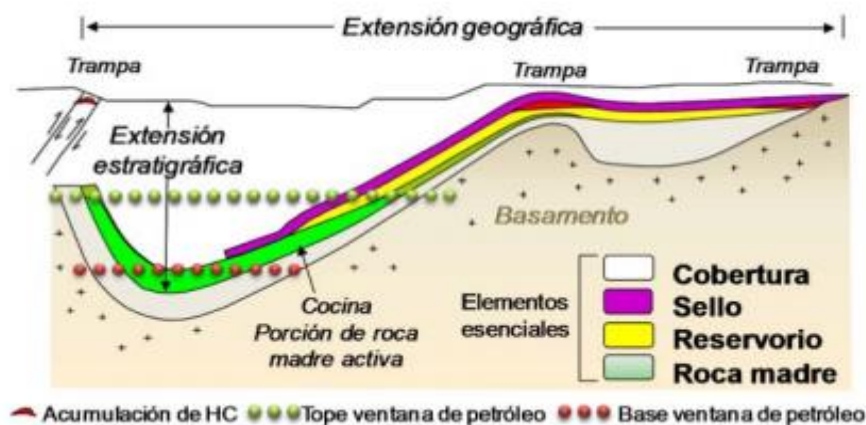 Extensión geográfica
Trampa
Trampa
Trampa
Extensión
estratigráfica
Basamento
Cocina
Porción de roca
madre activa
Elementos
esenciales
Cobertura
Sello
Reservorio
Roca madre
Acumulación de HC
Tope ventana de petróleo
Base ventana de petróleo